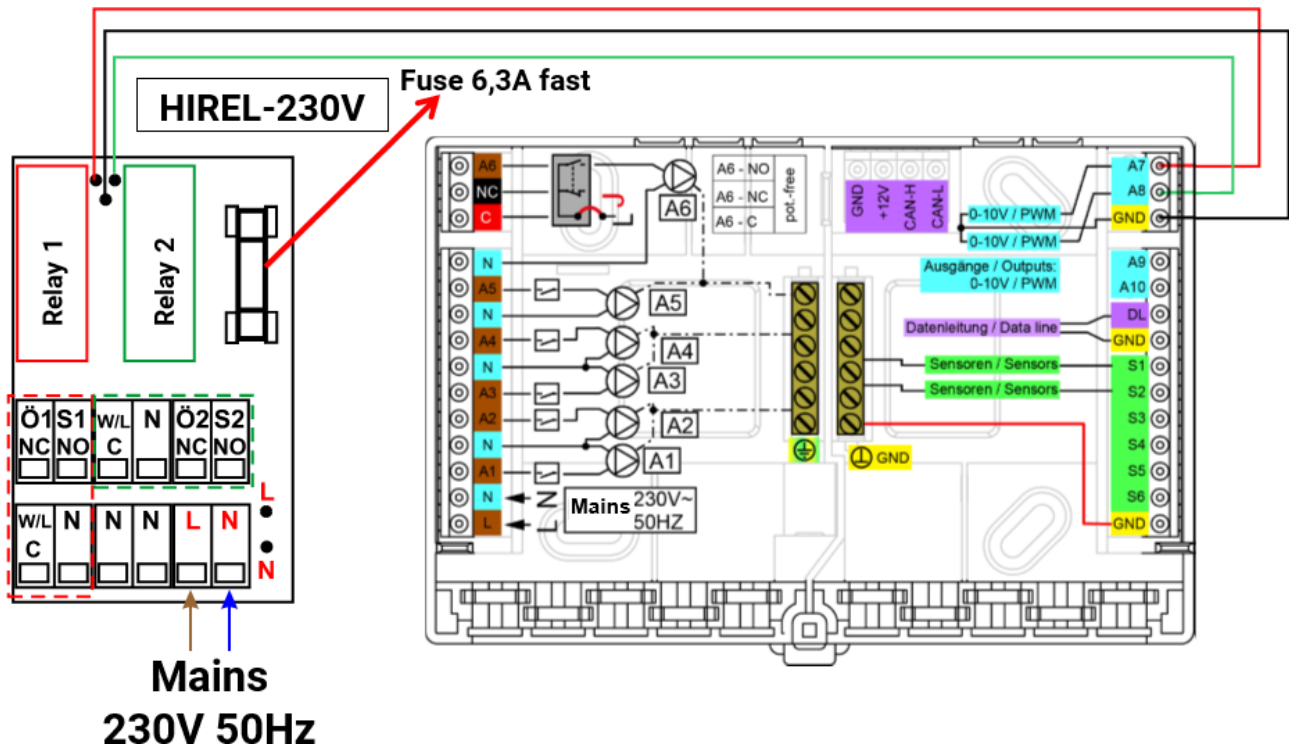 Fuse 6,3A fast
HIREL-230V
Relay 1
Relay 2
Ö1 S1 W/L N Ö2 S2
NC NO C NC NO
L
W/L N N N L N
C
N
Mains
230V 50Hz
A6
NC
C
N
A5
N
A4
N
A3
A2
N
A1
N
L
A6
A5
A4
A3
A2
A1
N
L
Mains 230V~
50HZ
A6 - NO
A6 - NC
A6 - C
pot.-free
GND
+12V
CAN-H
CAN-L
0-10V / PWM
0-10V / PWM
Ausgänge / Outputs:
0-10V / PWM
Datenleitung / Data line
Sensoren / Sensors
Sensoren / Sensors
GND
A7
A8
GND
A9
A10
DL
GND
S1
S2
S3
S4
S5
S6
GND